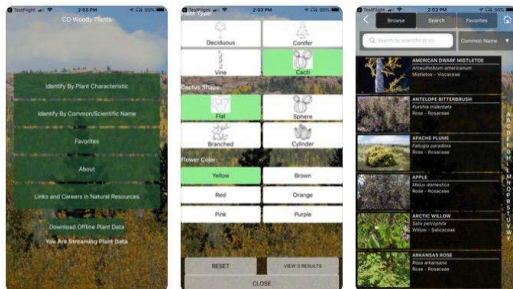 TestFlight
2:03 PM
CO Woody Plants
Identify By Plant Characteristic
Identify By Common/Scientific Name
Favorites
About
Links and Careers in Natural Resources
Download Offline Plant Data
You Are Streaming Plant Data
TestFlight
2:03 PM
Plant Type:
Deciduous
Conifer
Vine
Cacti
Cactus Shape:
Flat
Sphere
Branched
Cylinder
Flower Color:
Yellow
Brown
Red
Orange
Pink
Purple
RESET
VIEW 3 RESULTS
CLOSE
TestFlight
2:02 PM
Browse
Search
Favorites
Common Name
AMERICAN DWARF MISTLETOE
Arceuthobium americanum
Mistletoe - Viscaceae
ANTELOPE BITTERBRUSH
Purshia tridentata
Rose - Rosaceae
APACHE PLUME
Fallugia paradoxa
Rose - Rosaceae
APPLE
Malus domestica
Rose - Rosaceae
ARCTIC WILLOW
Salix petrophila
Willow - Salicaceae
ARKANSAS ROSE
Rosa arkansana
Rose - Rosaceae
A
B
C
D
E
F
G
H
J
K
L
M
N
O
P
R
S
T
U
V
W
Y